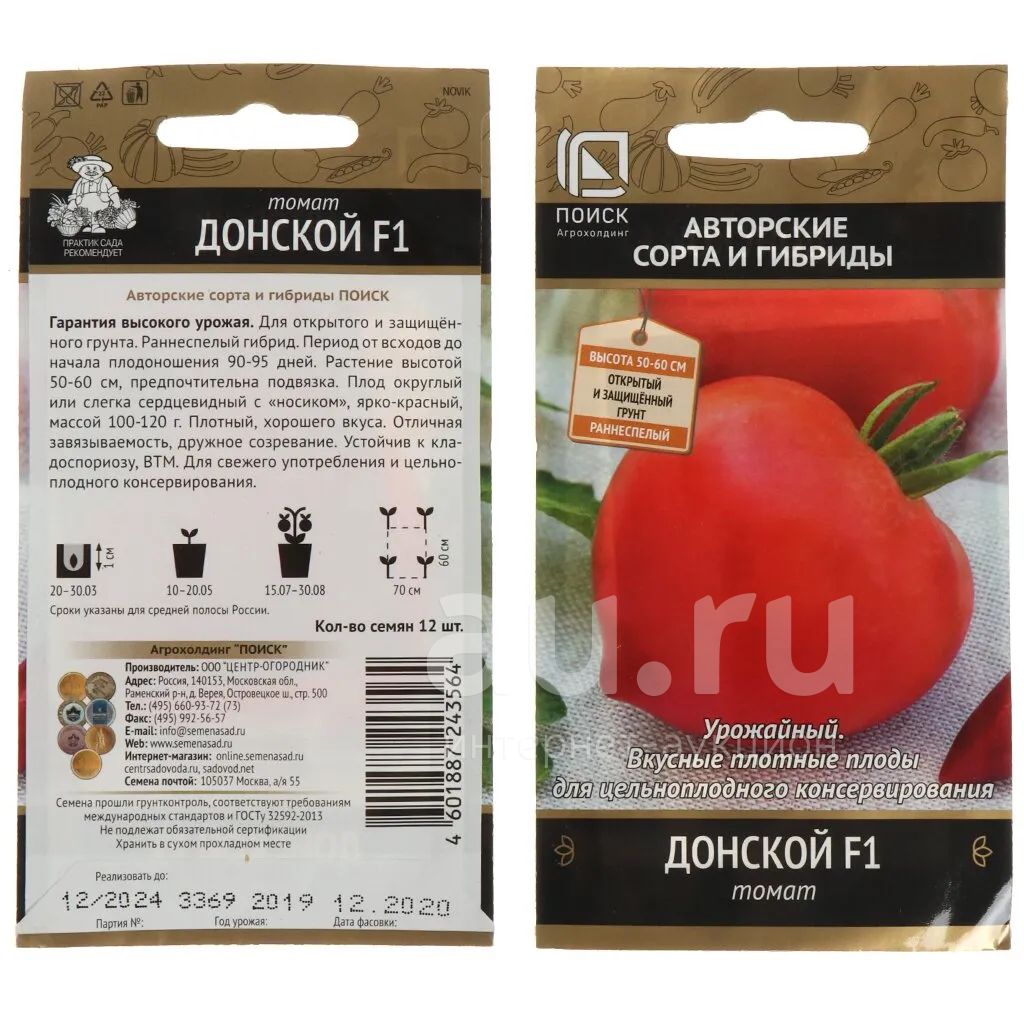 NOVIK
PAP
ПРАКТИК САДА
РЕКОМЕНДУЕТ
томат
ДОНСКОЙ F1
Авторские сорта и гибриды ПОИСК
Гарантия высокого урожая. Для открытого и защищён-
ного грунта. Раннеспелый гибрид. Период от всходов до
начала плодоношения 90-95 дней. Растение высотой
50-60 см, предпочтительна подвязка. Плод округлый
или слегка сердцевидный с «носиком», ярко-красный,
массой 100-120 г. Плотный, хорошего вкуса. Отличная
завязываемость, дружное созревание. Устойчив к кла-
доспориозу, ВТМ. Для свежего употребления и цельно-
плодного консервирования.
1 см
60 см
20–30.03 10–20.05 15.07–30.08 70 см
Сроки указаны для средней полосы России.
Кол-во семян 12 шт.
Агрохолдинг "ПОИСК"
Производитель: ООО "ЦЕНТР-ОГОРОДНИК"
Адрес: Россия, 140153, Московская обл.,
Раменский р-н, д. Верея, Островецкое ш., стр. 500
Тел.: (495) 660-93-72 (73)
Факс: (495) 992-56-57
E-mail: info@semenasad.ru
Web: www.semenasad.ru
Интернет-магазин: online.semenasad.ru
centrsadovoda.ru, sadovod.net
Семена почтой: 105037 Москва, а/я 55
4 601887 243564
Семена прошли грунтконтроль, соответствуют требованиям
международных стандартов и ГОСТу 32592-2013
Не подлежат обязательной сертификации
Хранить в сухом прохладном месте
Реализовать до:
12/2024 3369 2019 12.2020
Партия №: Год урожая: Дата фасовки:
ПОИСК
Агрохолдинг
АВТОРСКИЕ
СОРТА И ГИБРИДЫ
ВЫСОТА 50-60 СМ
ОТКРЫТЫЙ
И ЗАЩИЩЁННЫЙ
ГРУНТ
РАННЕСПЕЛЫЙ
Урожайный.
Вкусные плотные плоды
для цельноплодного консервирования
ДОНСКОЙ F1
томат
au.ru
интернет-аукцион